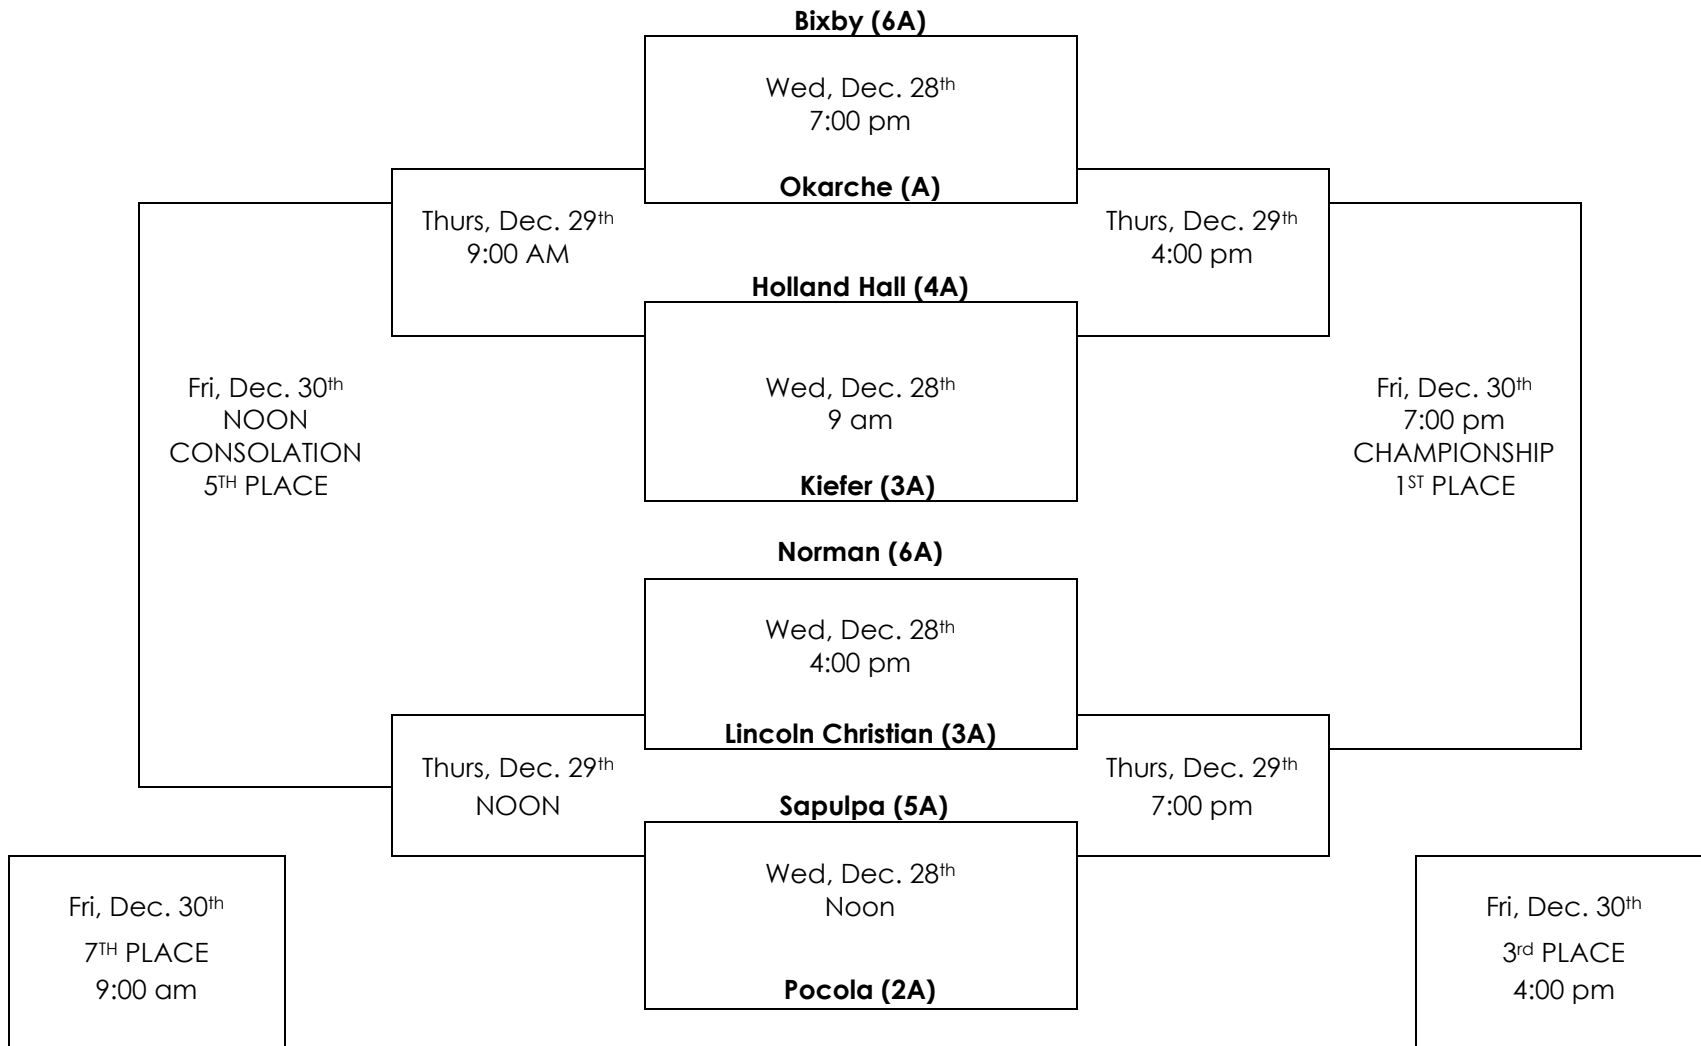 Bixby (6A)
Wed, Dec. 28th
7:00 pm
Okarche (A)
Thurs, Dec. 29th
9:00 AM
Thurs, Dec. 29th
4:00 pm
Holland Hall (4A)
Fri, Dec. 30th
NOON
CONSOLATION
5TH PLACE
Wed, Dec. 28th
9 am
Kiefer (3A)
Fri, Dec. 30th
7:00 pm
CHAMPIONSHIP
1ST PLACE
Norman (6A)
Wed, Dec. 28th
4:00 pm
Lincoln Christian (3A)
Thurs, Dec. 29th
NOON
Thurs, Dec. 29th
7:00 pm
Sapulpa (5A)
Wed, Dec. 28th
Noon
Pocola (2A)
Fri, Dec. 30th
7TH PLACE
9:00 am
Fri, Dec. 30th
3rd PLACE
4:00 pm